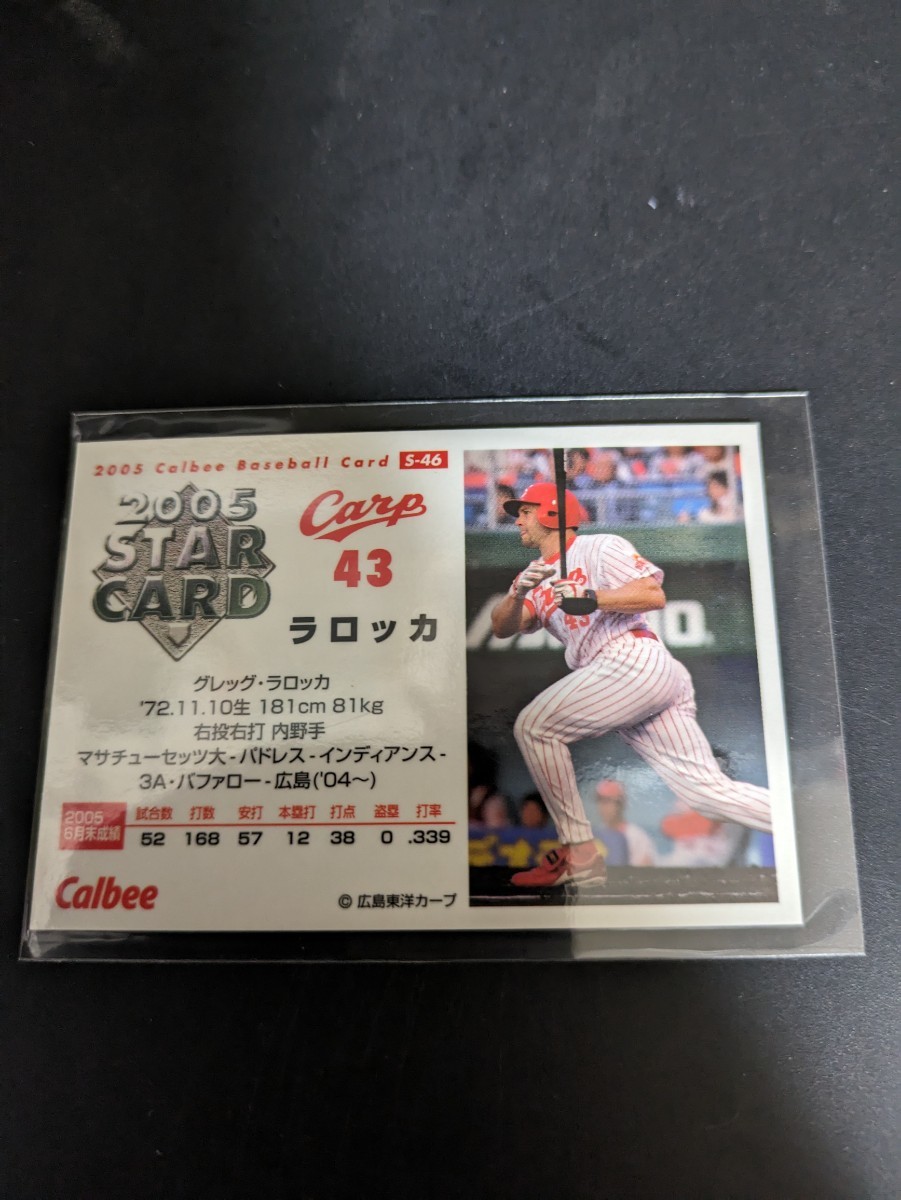 2005 Calbee Baseball Card S-46
2005
STAR
CARD
Carp
43
ラロッカ
グレッグ・ラロッカ
'72.11.10生 181cm 81kg
右投右打 内野手
マサチューセッツ大 - パドレス - インディアンス -
3A・バファロー - 広島('04～)
2005
6月末成績
試合数 打数 安打 本塁打 打点 盗塁 打率
52 168 57 12 38 0 .339
Calbee
© 広島東洋カープ
43